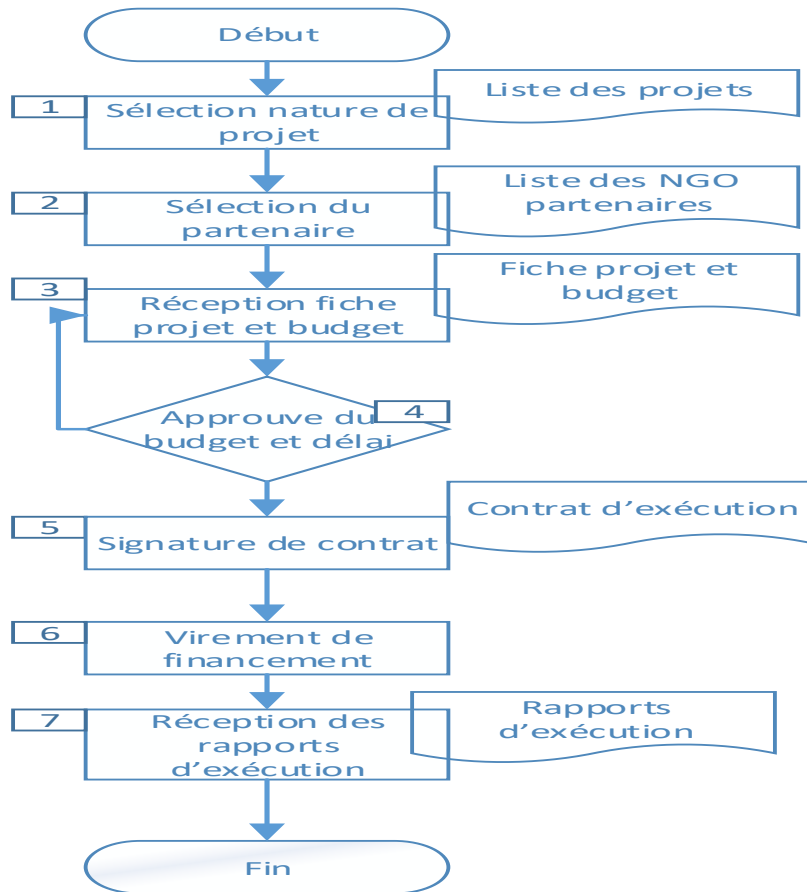 Début
1
Sélection nature de
projet
Liste des projets
2
Sélection du
partenaire
Liste des NGO
partenaires
3
Réception fiche
projet et budget
Fiche projet et
budget
4
Approuve du
budget et délai
5
Signature de contrat
Contrat d'exécution
6
Virement de
financement
7
Réception des
rapports
d'exécution
Rapports
d'exécution
Fin